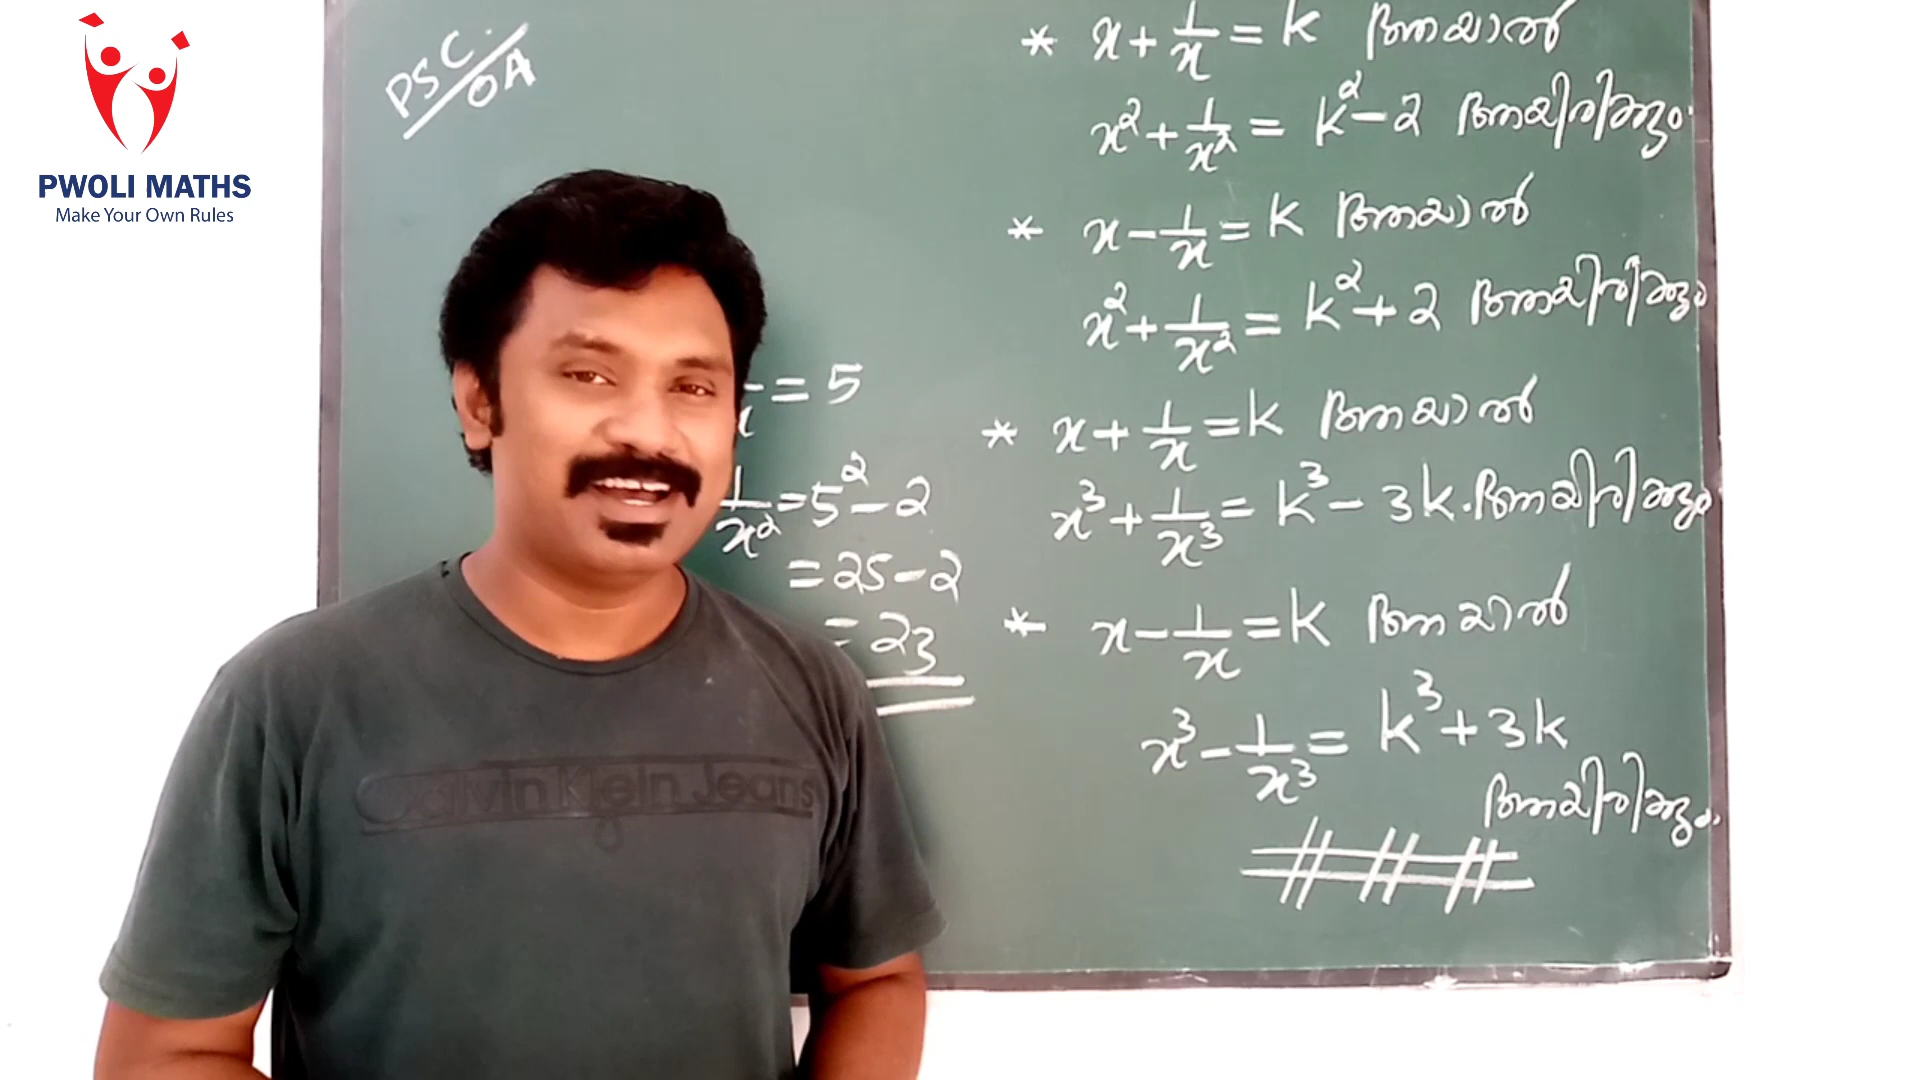 PWOLI MATHS
Make Your Own Rules
PSC.
OA
= 5
1/x² = 5² - 2
= 25 - 2
= 23
* x + 1/x = k ആയാൽ
x² + 1/x² = k² - 2 ആയിരിക്കും.
* x - 1/x = k ആയാൽ
x² + 1/x² = k² + 2 ആയിരിക്കും
* x + 1/x = k ആയാൽ
x³ + 1/x³ = k³ - 3k. ആയിരിക്കും
* x - 1/x = k ആയാൽ
x³ - 1/x³ = k³ + 3k
ആയിരിക്കും.
Calvin Klein Jeans